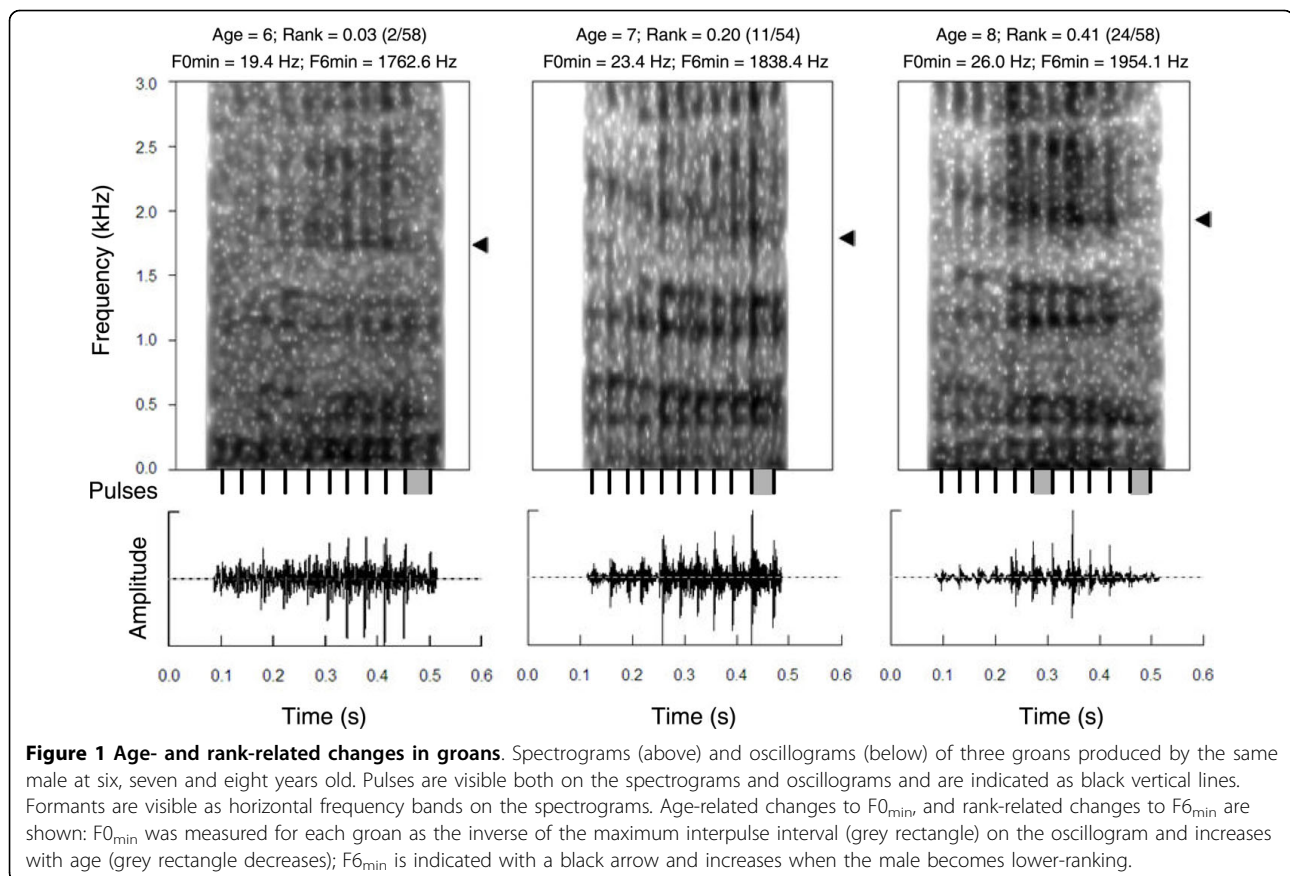 Age = 6; Rank = 0.03 (2/58)
F0min = 19.4 Hz; F6min = 1762.6 Hz
Age = 7; Rank = 0.20 (11/54)
F0min = 23.4 Hz; F6min = 1838.4 Hz
Age = 8; Rank = 0.41 (24/58)
F0min = 26.0 Hz; F6min = 1954.1 Hz
Frequency (kHz)
3.0
2.5
2.0
1.5
1.0
0.5
0.0
Pulses
Amplitude
0.0 0.1 0.2 0.3 0.4 0.5 0.6
0.0 0.1 0.2 0.3 0.4 0.5 0.6
0.0 0.1 0.2 0.3 0.4 0.5 0.6
Time (s)
Time (s)
Time (s)
Figure 1 Age- and rank-related changes in groans. Spectrograms (above) and oscillograms (below) of three groans produced by the same
male at six, seven and eight years old. Pulses are visible both on the spectrograms and oscillograms and are indicated as black vertical lines.
Formants are visible as horizontal frequency bands on the spectrograms. Age-related changes to F0min, and rank-related changes to F6min are
shown: F0min was measured for each groan as the inverse of the maximum interpulse interval (grey rectangle) on the oscillogram and increases
with age (grey rectangle decreases); F6min is indicated with a black arrow and increases when the male becomes lower-ranking.